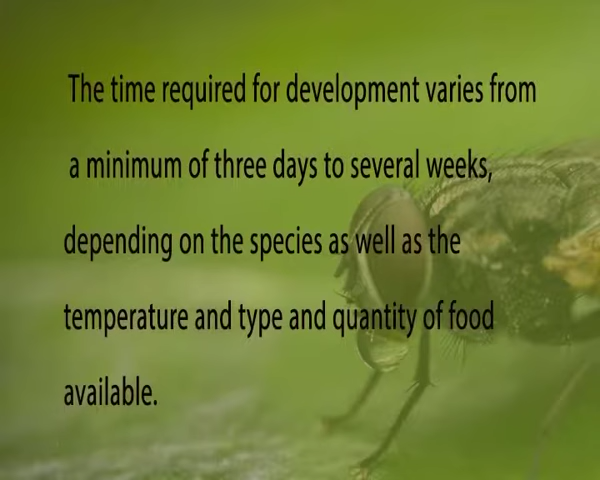 The time required for development varies from
a minimum of three days to several weeks,
depending on the species as well as the
temperature and type and quantity of food
available.